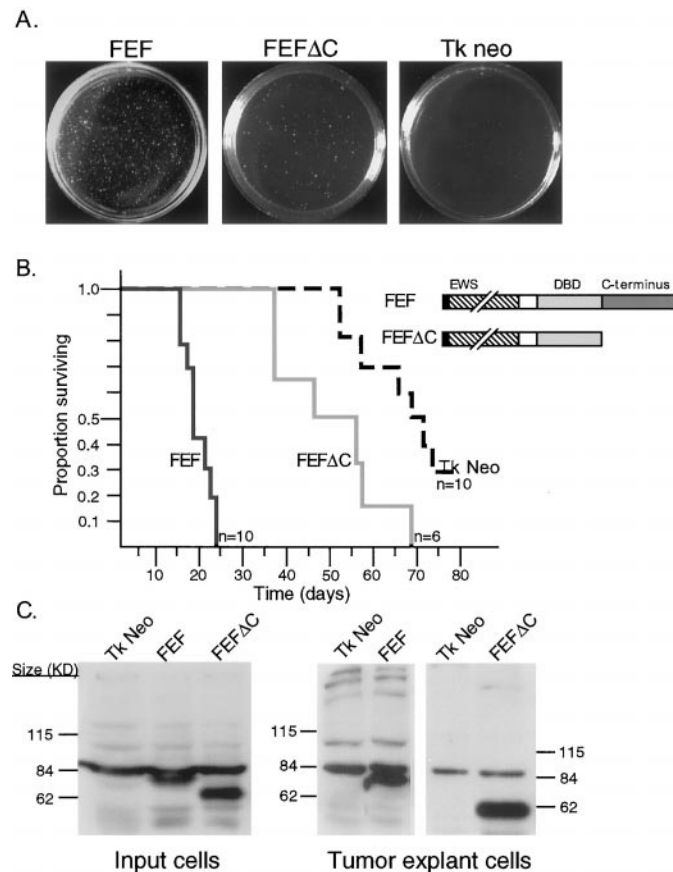 A.
FEF FEFΔC Tk neo
B.
EWS DBD C-terminus
FEF
FEFΔC
Proportion surviving
1.0
0.5
0.4
0.3
0.2
0.1
FEF
FEFΔC
Tk Neo
n=10
n=10
n=6
10 20 30 40 50 60 70 80
Time (days)
C.
Size (KD)
Tk Neo FEF FEFΔC
115
84
62
Input cells
Tk Neo FEF
115
84
62
Tk Neo FEFΔC
115
84
62
Tumor explant cells